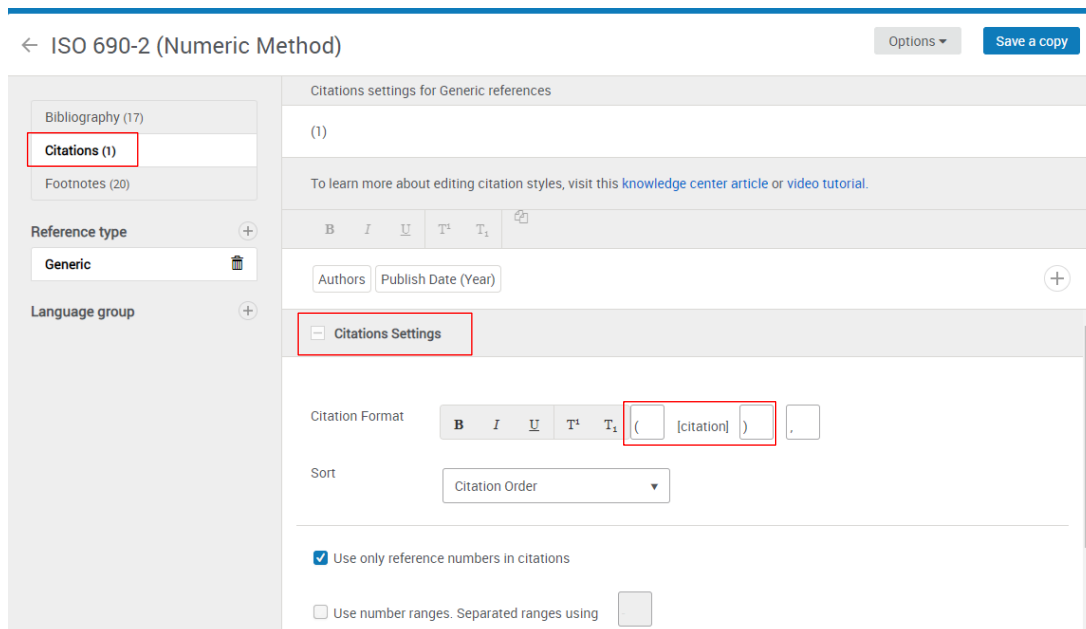 ← ISO 690-2 (Numeric Method)
Options ▾
Save a copy
Bibliography (17)
Citations (1)
Footnotes (20)
Reference type
Generic
Language group
Citations settings for Generic references
(1)
To learn more about editing citation styles, visit this knowledge center article or video tutorial.
B I U T¹ T₁
Authors Publish Date (Year)
Citations Settings
Citation Format B I U T¹ T₁ ( |citation| ) ,
Sort Citation Order ▼
Use only reference numbers in citations
Use number ranges. Separated ranges using